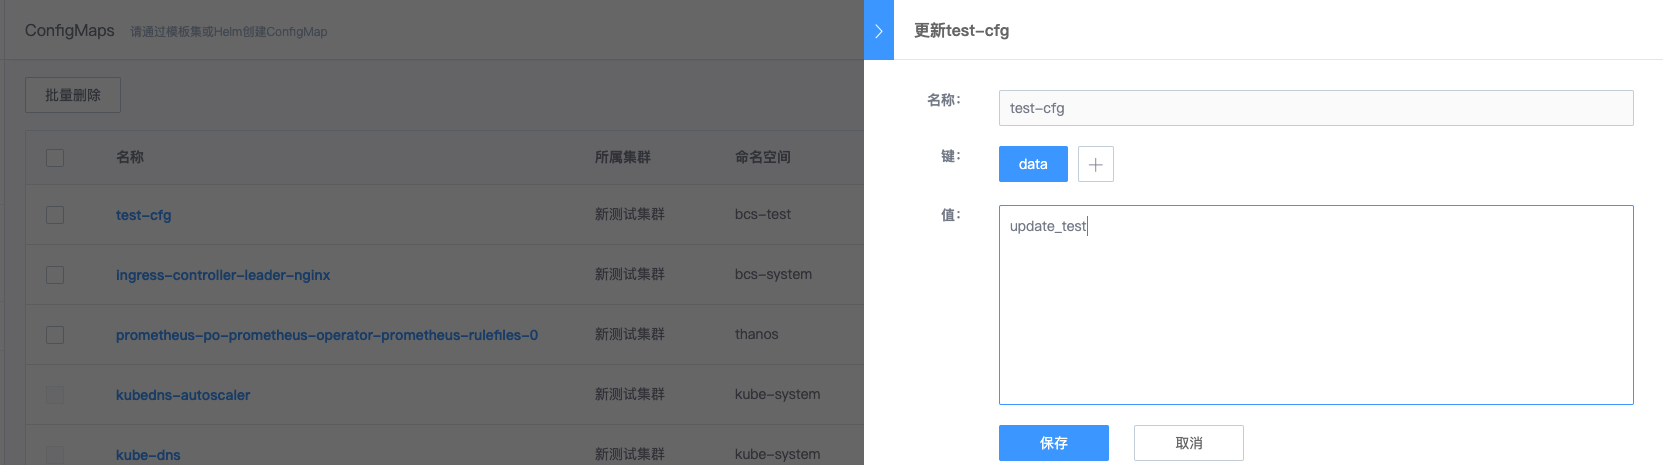 ConfigMaps 请通过模板集或Helm创建ConfigMap
批量删除
名称 所属集群 命名空间
test-cfg 新测试集群 bcs-test
ingress-controller-leader-nginx 新测试集群 bcs-system
prometheus-po-prometheus-operator-prometheus-rulefiles-0 新测试集群 thanos
kubedns-autoscaler 新测试集群 kube-system
kube-dns 新测试集群 kube-system
更新test-cfg
名称： test-cfg
键： data
值： update_test
保存 取消